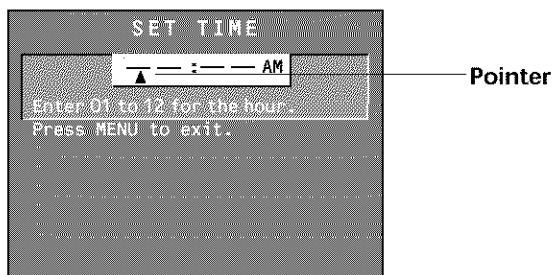 SET TIME
— — : — — AM
Pointer
Enter 01 to 12 for the hour.
Press MENU to exit.